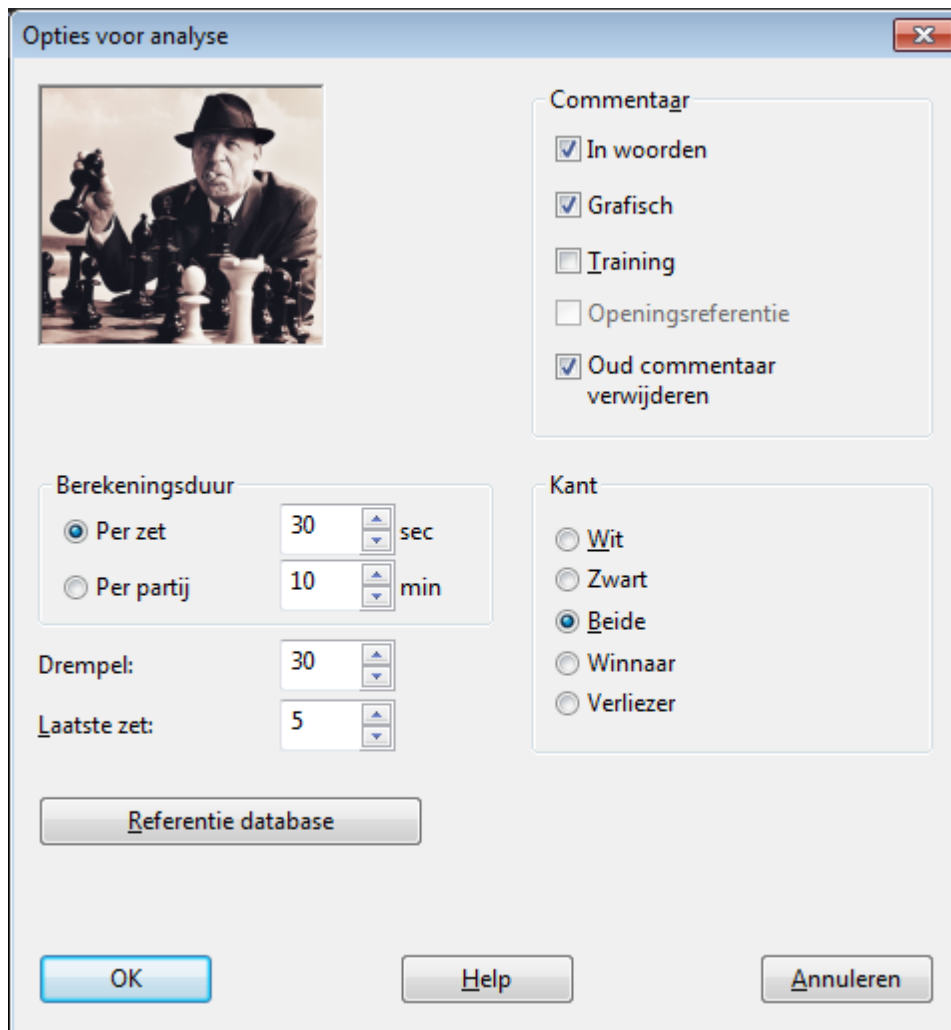 Opties voor analyse
Commentaar
In woorden
Grafisch
Training
Openingsreferentie
Oud commentaar
verwijderen
Berekeningsduur
Per zet 30 sec
Per partij 10 min
Drempel: 30
Laatste zet: 5
Kant
Wit
Zwart
Beide
Winnaar
Verliezer
Referentie database
OK Help Annuleren